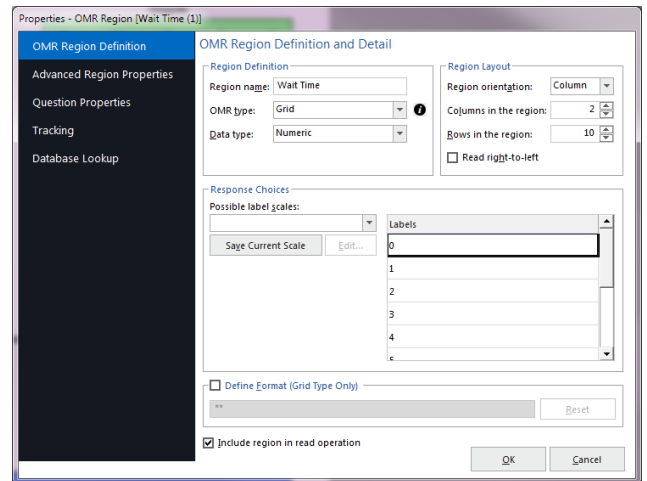 Properties - OMR Region [Wait Time (1)]
OMR Region Definition
Advanced Region Properties
Question Properties
Tracking
Database Lookup
OMR Region Definition and Detail
Region Definition
Region name: Wait Time
OMR type: Grid
Data type: Numeric
Region Layout
Region orientation: Column
Columns in the region: 2
Rows in the region: 10
Read right-to-left
Response Choices
Possible label scales:
Save Current Scale Edit...
Labels
0
1
2
3
4
Define Format (Grid Type Only)
**
Reset
Include region in read operation
OK Cancel